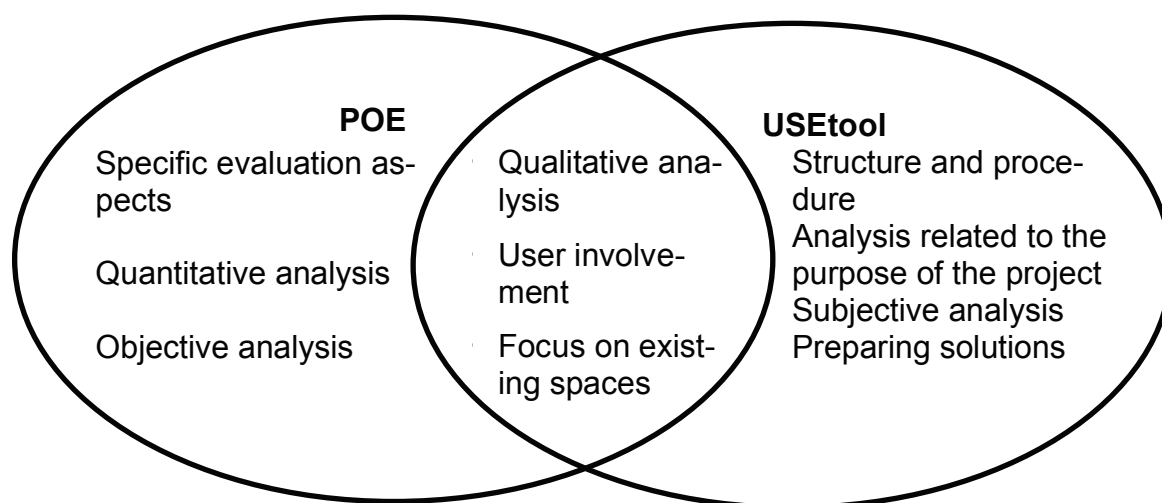 POE
Specific evaluation as-
pects
Quantitative analysis
Objective analysis
Qualitative ana-
lysis
User involve-
ment
Focus on exist-
ing spaces
USEtool
Structure and proce-
dure
Analysis related to the
purpose of the project
Subjective analysis
Preparing solutions